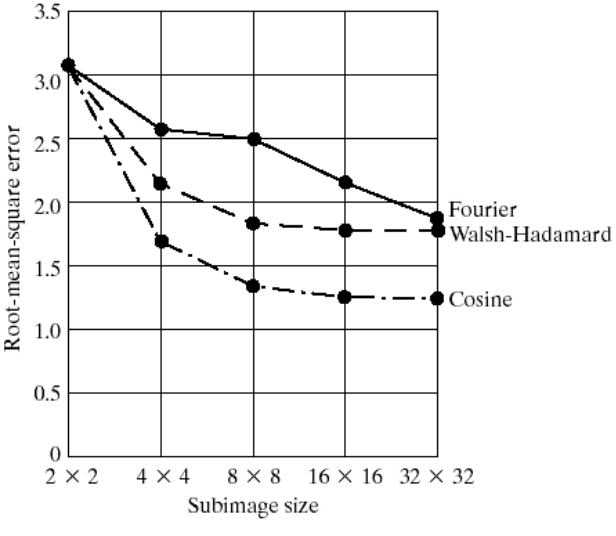 3.5
3.0
2.5
2.0
1.5
1.0
0.5
0
Root-mean-square error
Fourier
Walsh-Hadamard
Cosine
2 × 2 4 × 4 8 × 8 16 × 16 32 × 32
Subimage size